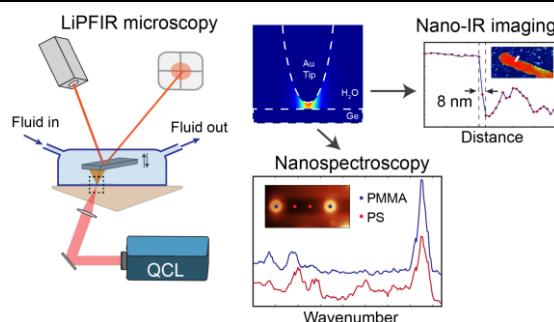 LiPFIR microscopy
Fluid in
Fluid out
QCL
Au
Tip
H₂O
Ge
Nano-IR imaging
8 nm
Distance
Nanospectroscopy
PMMA
PS
Wavenumber